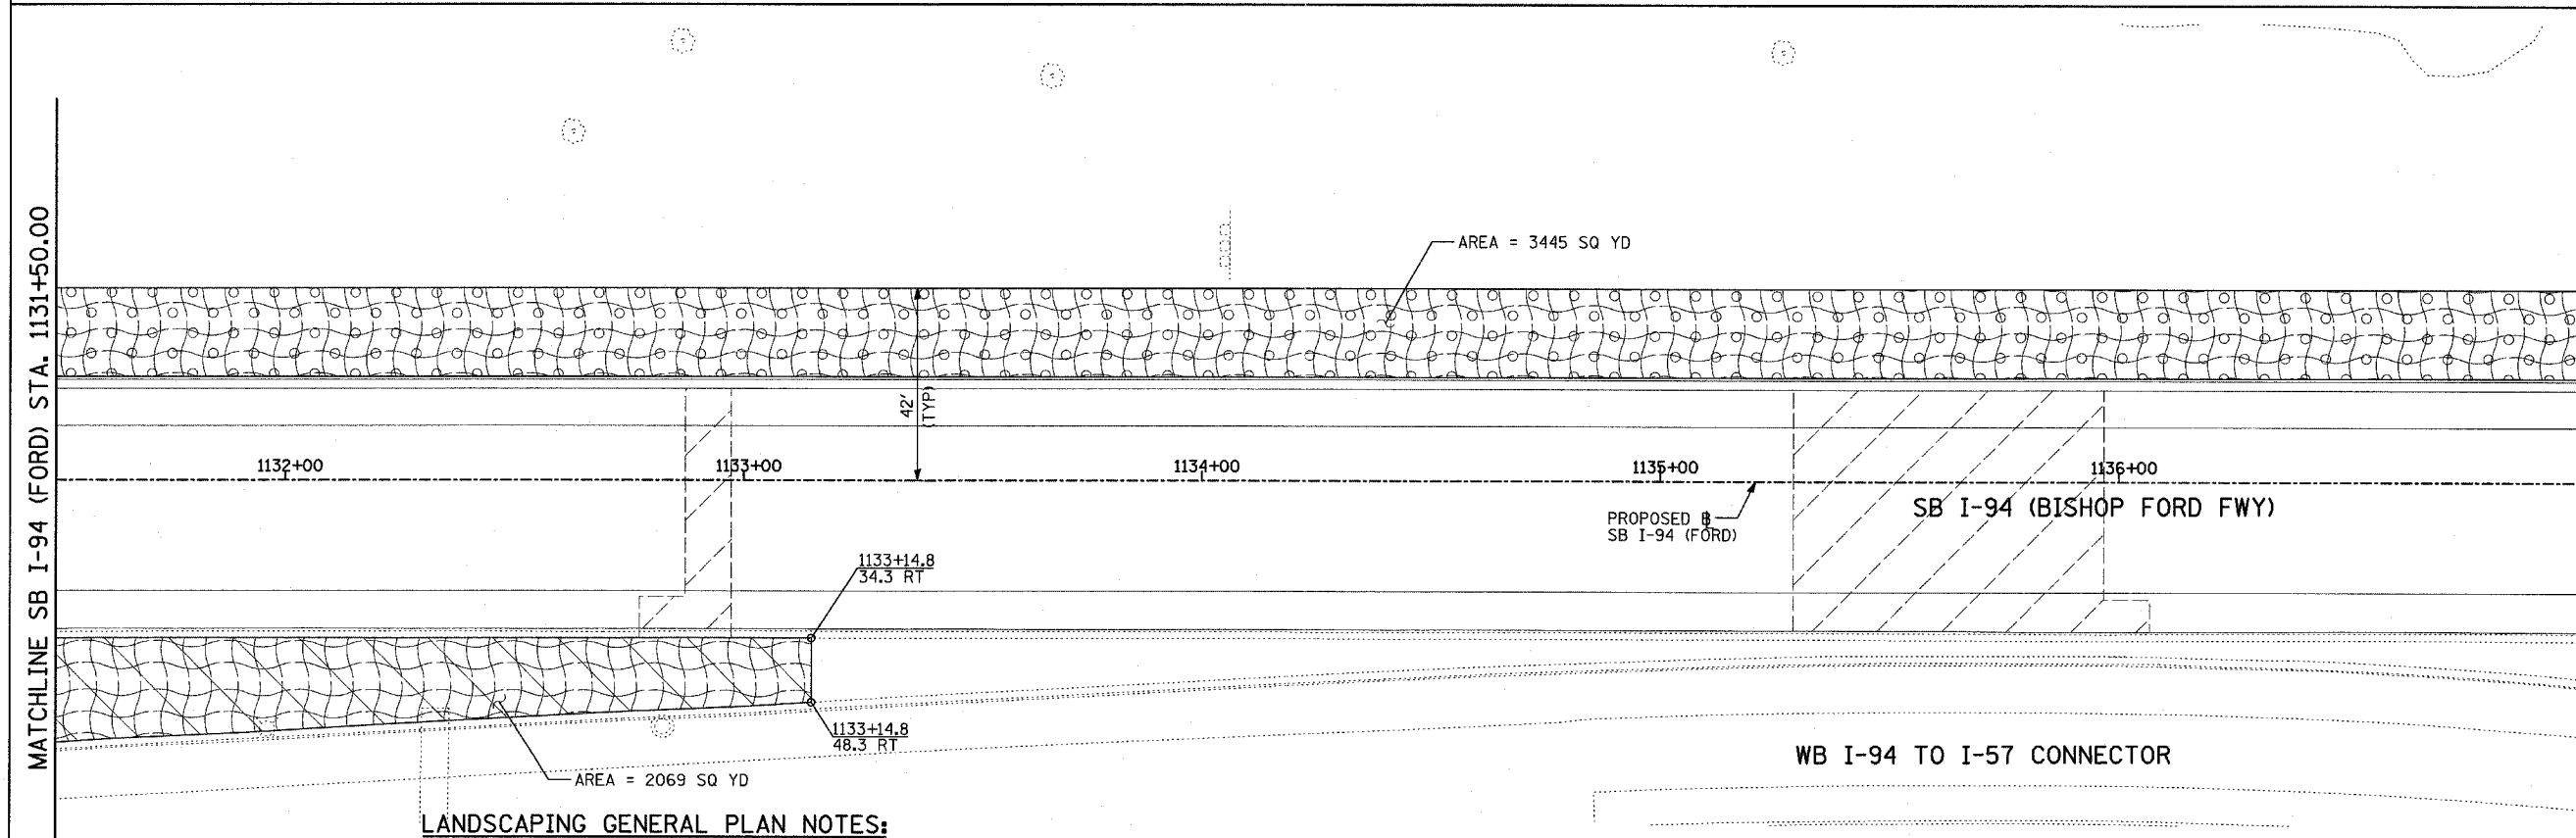 MATCHLINE SB I-94 (FORD) STA. 1131+50.00
AREA = 3445 SQ YD
42'
(TYP)
1132+00
1133+00
1134+00
1135+00
1136+00
SB I-94 (BISHOP FORD FWY)
PROPOSED ℄
SB I-94 (FORD)
1133+14.8
34.3 RT
1133+14.8
48.3 RT
AREA = 2069 SQ YD
WB I-94 TO I-57 CONNECTOR
LANDSCAPING GENERAL PLAN NOTES: